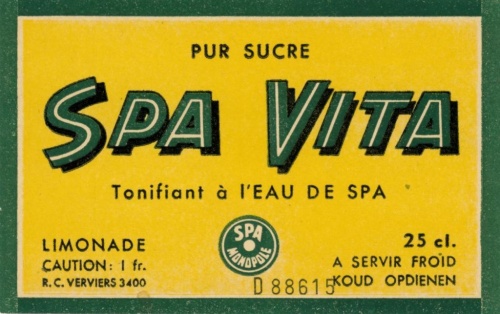 PUR SUCRE
SPA VITA
Tonifiant à l'EAU DE SPA
SPA
MONOPOLE
LIMONADE
CAUTION: 1 fr.
R.C. VERVIERS 3400
25 cl.
A SERVIR FROÏD
KOUD OPDIENEN
D 88615